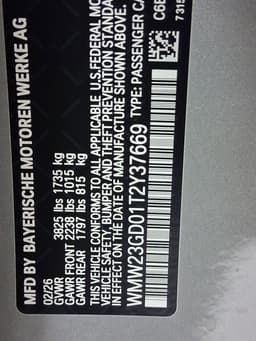 MFD BY BAYERISCHE MOTOREN WERKE AG
02/26
GVWR 3825 lbs 1735 kg
GAWR FRONT 2238 lbs 1015 kg
GAWR REAR 1797 lbs 815 kg
THIS VEHICLE CONFORMS TO ALL APPLICABLE U.S. FEDERAL MO
VEHICLE SAFETY, BUMPER AND THEFT PREVENTION
IN EFFECT ON THE DATE OF MANUFACTURE SHOWN ABOVE.
WMW23GD01T2Y37669 TYPE: PASSENGER CA
C6E
7315